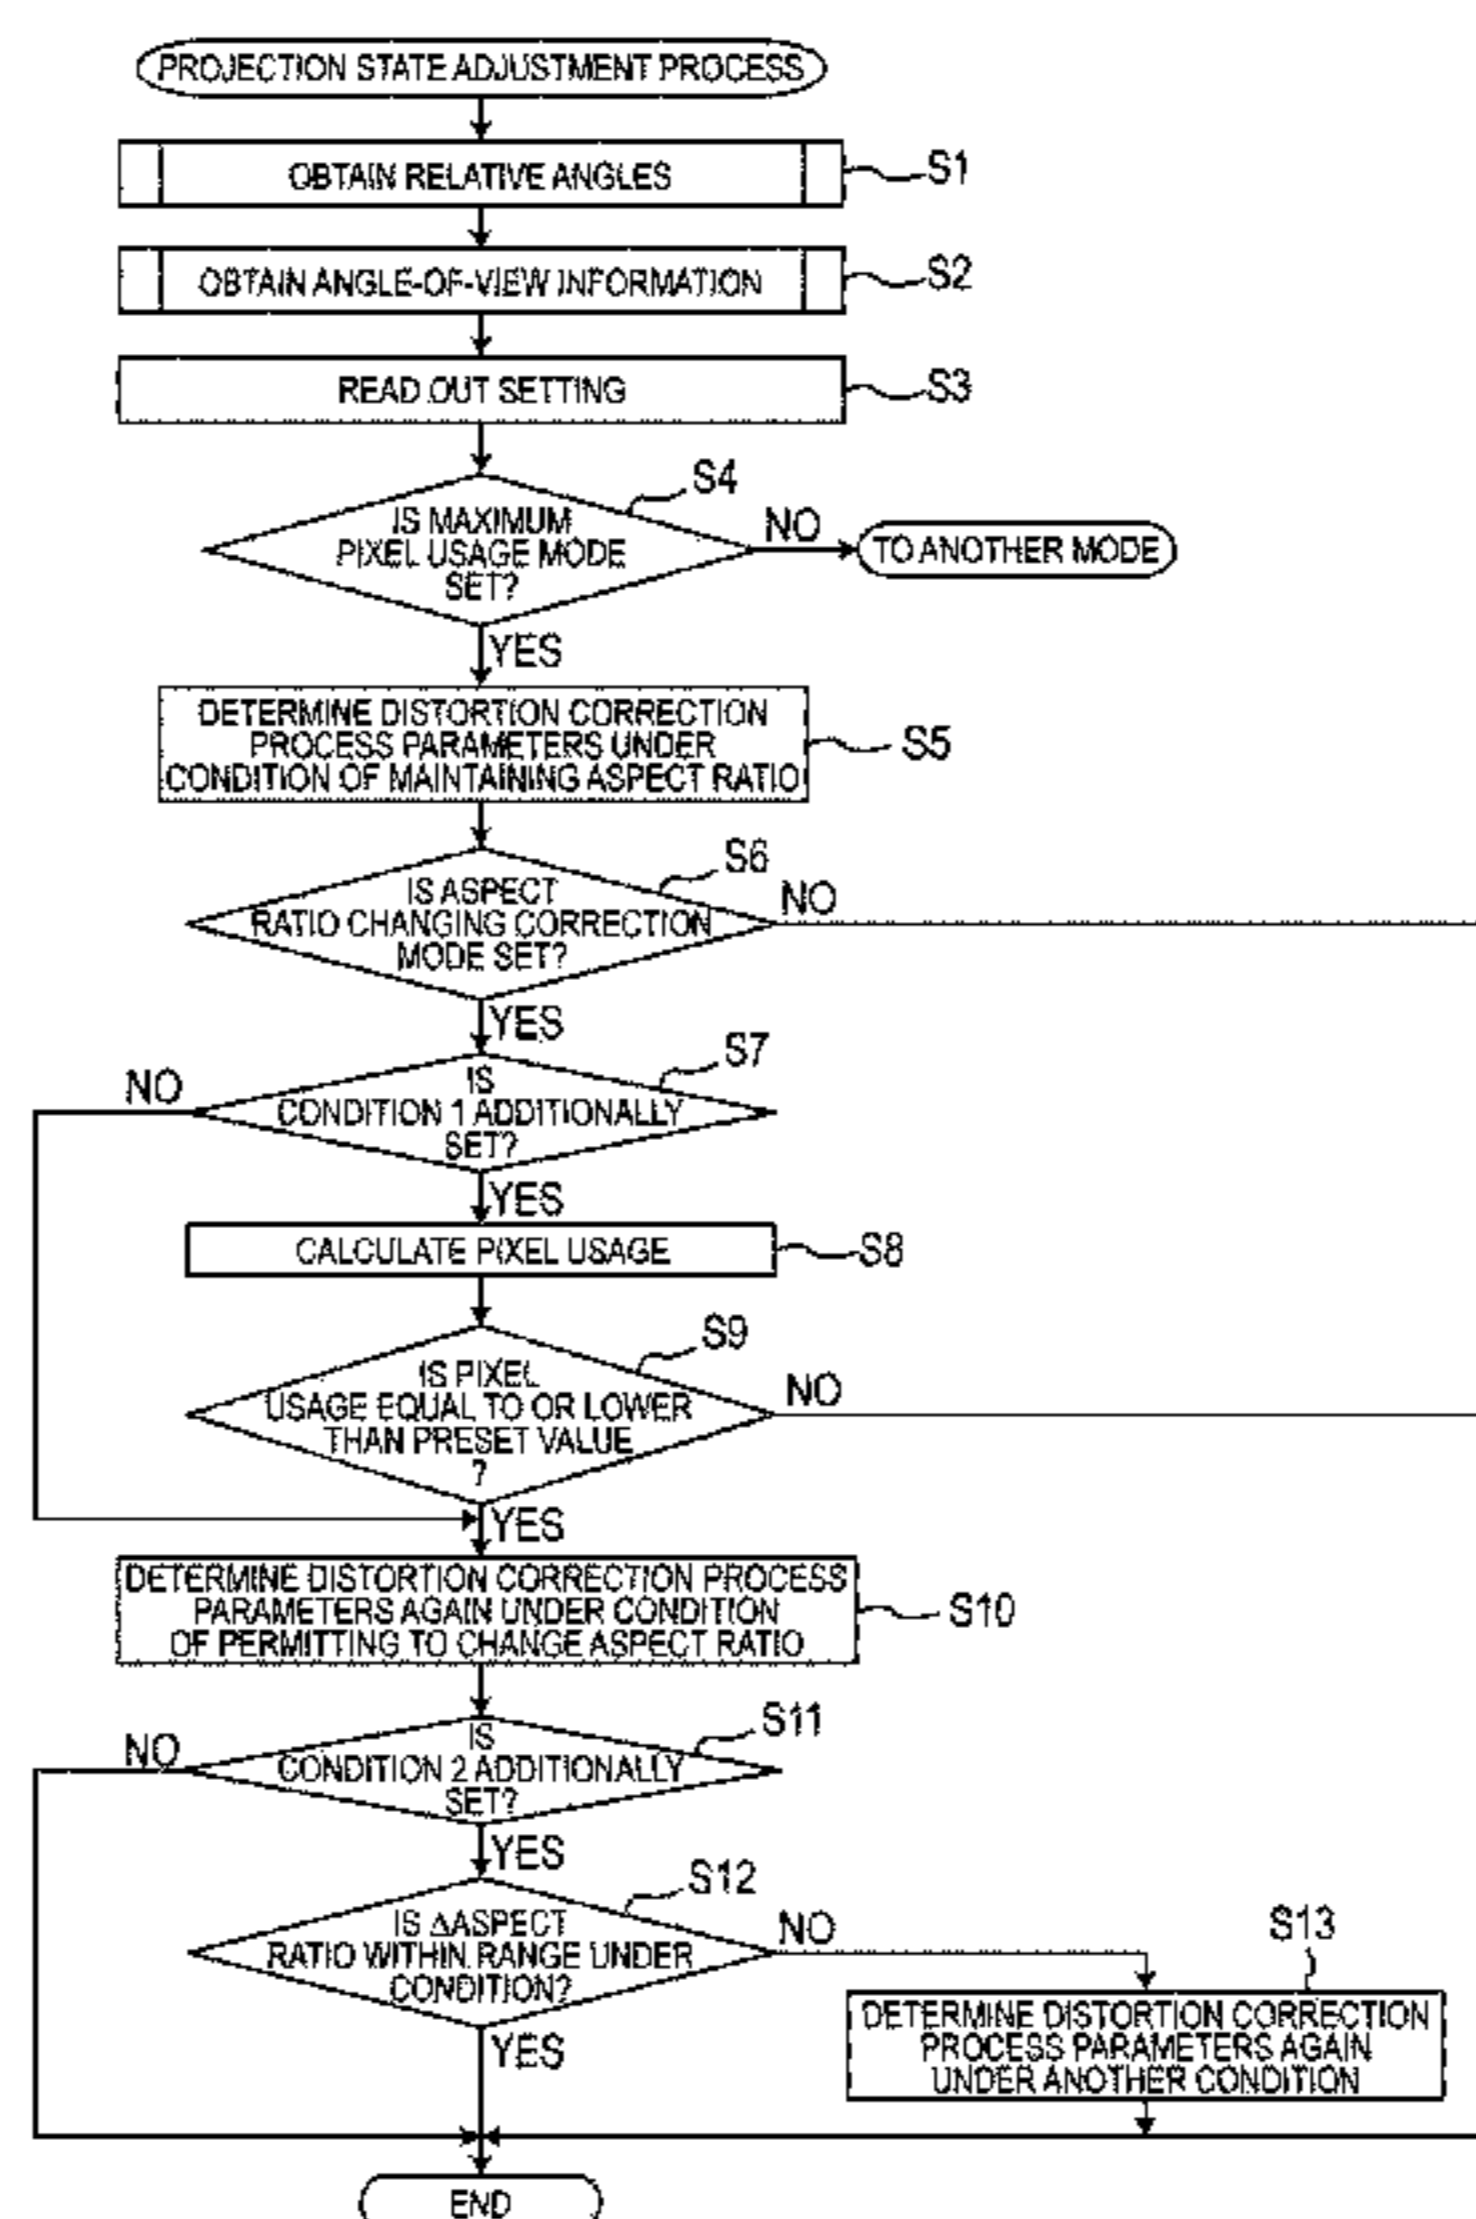 PROJECTION STATE ADJUSTMENT PROCESS
OBTAIN RELATIVE ANGLES
S1
OBTAIN ANGLE-OF-VIEW INFORMATION
S2
READ OUT SETTING
S3
S4
IS MAXIMUM
PIXEL USAGE MODE
SET?
NO
TO ANOTHER MODE
YES
DETERMINE DISTORTION CORRECTION
PROCESS PARAMETERS UNDER
CONDITION OF MAINTAINING ASPECT RATIO
S5
S6
IS ASPECT
RATIO CHANGING CORRECTION
MODE SET?
NO
YES
S7
NO
IS
CONDITION 1 ADDITIONALLY
SET?
YES
CALCULATE PIXEL USAGE
S8
S9
IS PIXEL
USAGE EQUAL TO OR LOWER
THAN PRESET VALUE
?
NO
YES
DETERMINE DISTORTION CORRECTION PROCESS
PARAMETERS AGAIN UNDER CONDITION
OF PERMITTING TO CHANGE ASPECT RATIO
S10
S11
NO
IS
CONDITION 2 ADDITIONALLY
SET?
YES
S12
IS ΔASPECT
RATIO WITHIN RANGE UNDER
CONDITION?
NO
S13
DETERMINE DISTORTION CORRECTION
PROCESS PARAMETERS AGAIN
UNDER ANOTHER CONDITION
YES
END